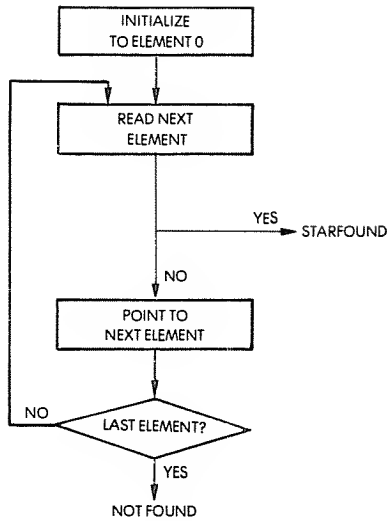 INITIALIZE
TO ELEMENT 0
READ NEXT
ELEMENT
YES
STARFOUND
NO
POINT TO
NEXT ELEMENT
NO
LAST ELEMENT?
YES
NOT FOUND